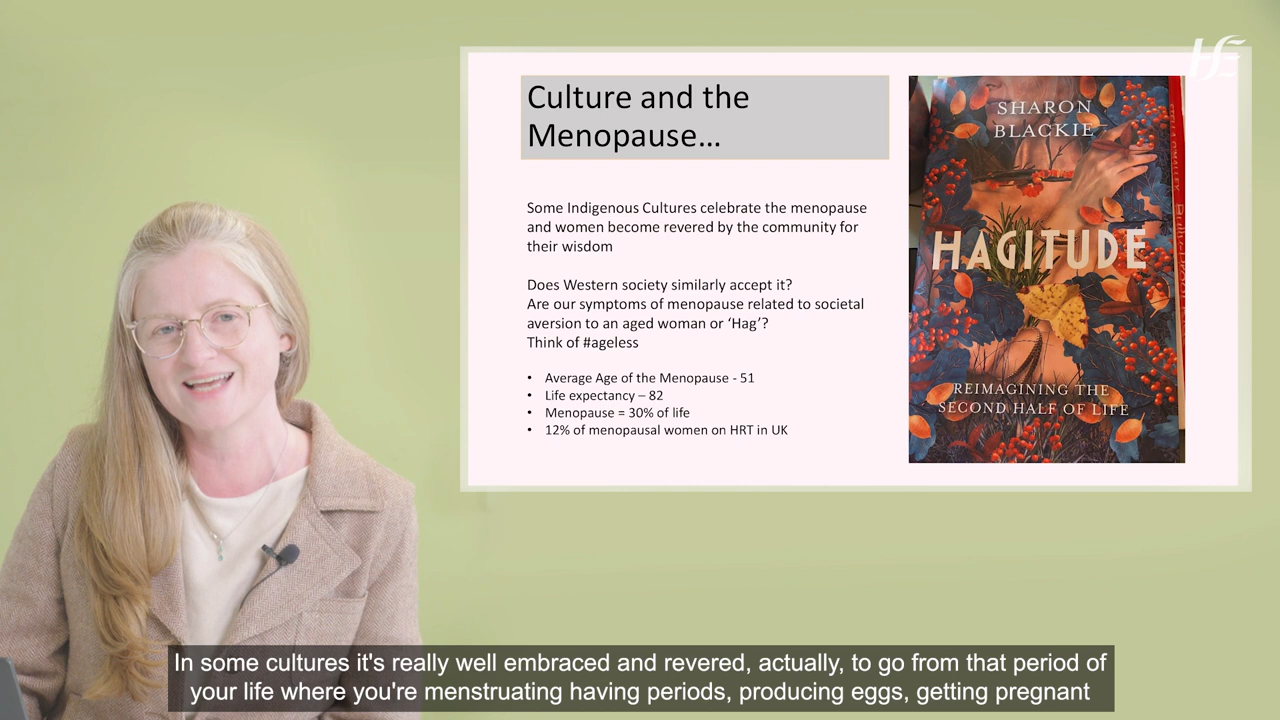 HSE
Culture and the
Menopause...
Some Indigenous Cultures celebrate the menopause
and women become revered by the community for
their wisdom
Does Western society similarly accept it?
Are our symptoms of menopause related to societal
aversion to an aged woman or ‘Hag’?
Think of #ageless
• Average Age of the Menopause - 51
• Life expectancy – 82
• Menopause = 30% of life
• 12% of menopausal women on HRT in UK
SHARON
BLACKIE
HAGITUDE
REIMAGINING THE
SECOND HALF OF LIFE
In some cultures it's really well embraced and revered, actually, to go from that period of
your life where you're menstruating having periods, producing eggs, getting pregnant